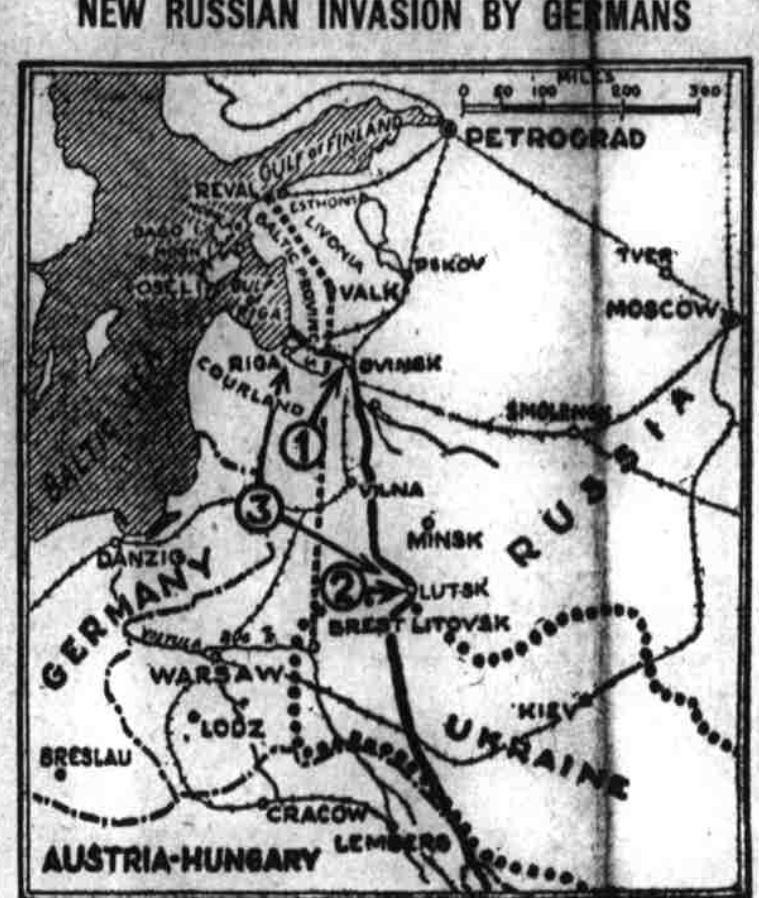 NEW RUSSIAN INVASION BY GERMANS
MILES
0 50 100 200 300
PETROGRAD
GULF OF FINLAND
REVAL
ESTHONIA
LIVONIA
DAGO I.
BALTIC PROVINC
PSKOV
TVER
OSEL I
GULF
RIGA
VALK
MOSCOW
RIGA
DVINSK
COURLAND
SMOLENSK
BALTIC SEA
1
RUSSIA
VILNA
3
MINSK
DANZIG
2
LUTSK
GERMANY
BREST LITOVSK
BUG R.
WARSAW
KIEV
LODZ
UKRAINE
BRESLAU
CRACOW
LEMBERG
AUSTRIA-HUNGARY